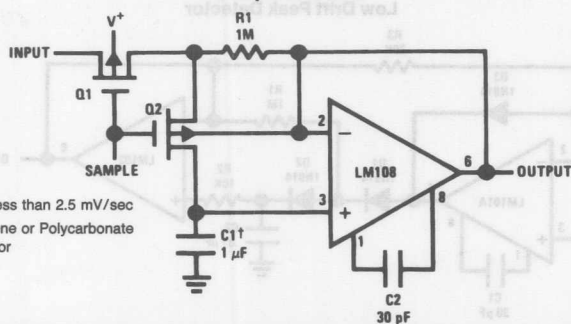 Low Drift Peak Detector
R1
1M
V+
INPUT
Q1
Q2
SAMPLE
2
−
LM108
6
OUTPUT
3
+
8
1
C1†
1 μF
C2
30 pF
ess than 2.5 mV/sec
ne or Polycarbonate
or